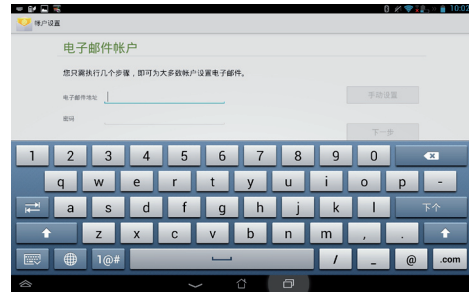 10:02
帐户设置
电子邮件帐户
您只需执行几个步骤，即可为大多数帐户设置电子邮件。
电子邮件地址
手动设置
密码
下一步
1 2 3 4 5 6 7 8 9 0
q w e r t y u i o p -
a s d f g h j k l 下个
z x c v b n m , .
1@# / _ @ .com